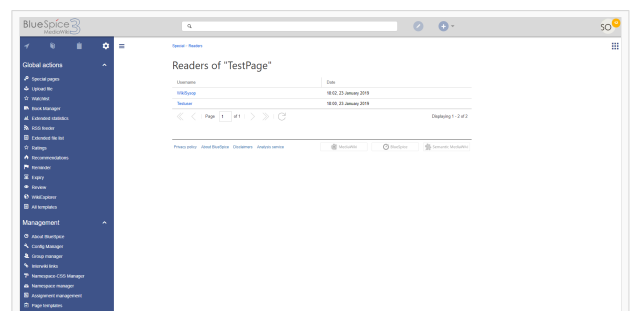 BlueSpice 3
MediaWiki
SO
Special Readers
Global actions
Special pages
Upload file
Watchlist
Book Manager
Extended statistics
RSS feeder
Extended file list
Ratings
Recommendations
Reminder
Expiry
Review
WikiExplorer
All templates
Management
About BlueSpice
Config Manager
Group manager
Interwiki links
Namespace-CSS Manager
Namespace manager
Assignment management
Page templates
Readers of "TestPage"
Username Date
WikiSysop 18:02, 23 January 2019
Testuser 18:00, 23 January 2019
Page 1 of 1
Displaying 1 - 2 of 2
Privacy policy About BlueSpice Disclaimers Analysis service
MediaWiki BlueSpice Semantic MediaWiki